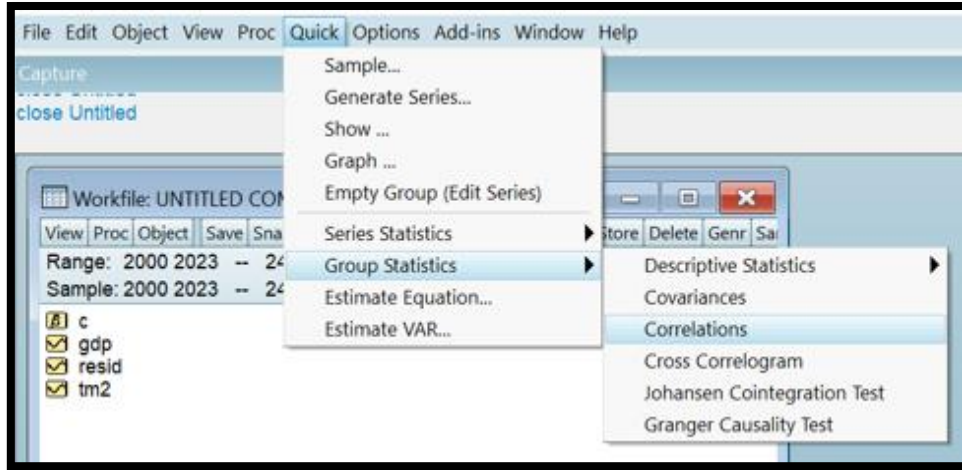 File Edit Object View Proc Quick Options Add-ins Window Help
Capture
close Untitled
Sample...
Generate Series...
Show ...
Graph ...
Empty Group (Edit Series)
Series Statistics
Group Statistics
Estimate Equation...
Estimate VAR...
Descriptive Statistics
Covariances
Correlations
Cross Correlogram
Johansen Cointegration Test
Granger Causality Test
Workfile: UNTITLED
View Proc Object Save Delete Genr
Range: 2000 2023 --
Sample: 2000 2023 --
c
gdp
resid
tm2